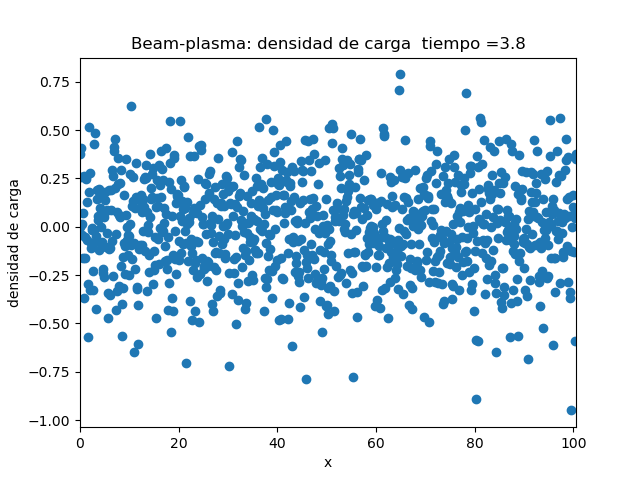 Beam-plasma: densidad de carga  tiempo =3.8
densidad de carga
0.75
0.50
0.25
0.00
−0.25
−0.50
−0.75
−1.00
0 20 40 60 80 100
x